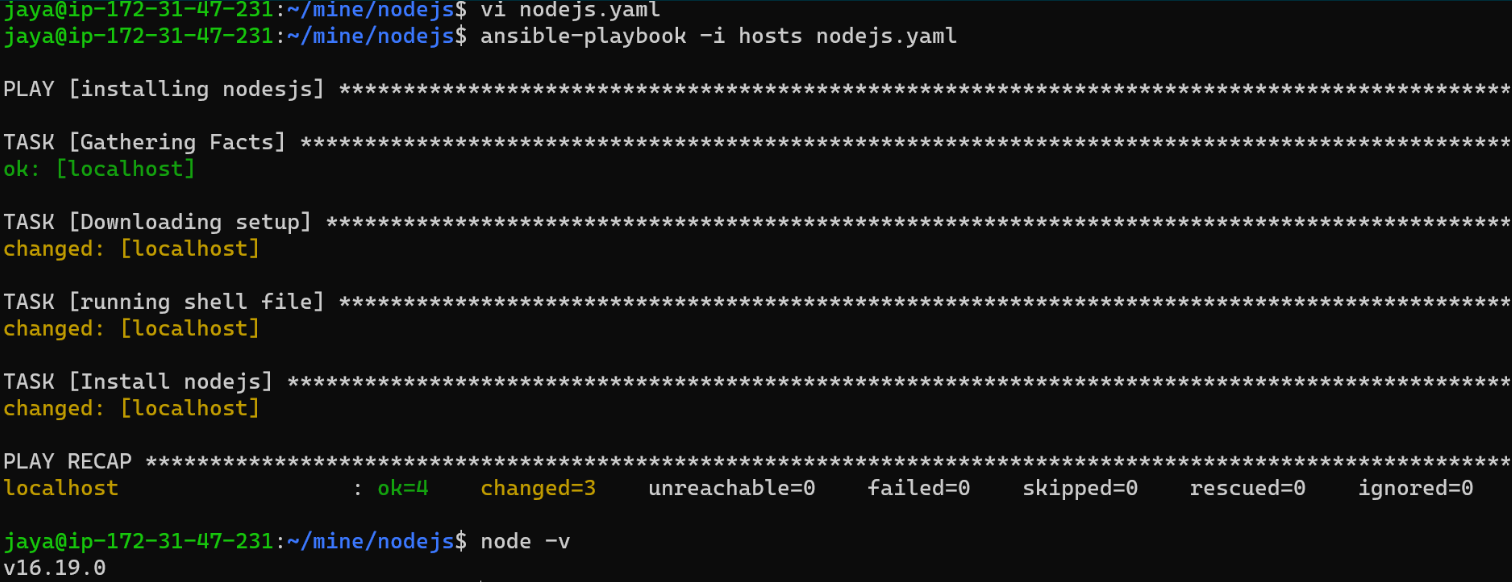 jaya@ip-172-31-47-231:~/mine/nodejs$ vi nodejs.yaml
jaya@ip-172-31-47-231:~/mine/nodejs$ ansible-playbook -i hosts nodejs.yaml
PLAY [installing nodesjs] *******************************************************************************************
TASK [Gathering Facts] **********************************************************************************************
ok: [localhost]
TASK [Downloading setup] ********************************************************************************************
changed: [localhost]
TASK [running shell file] *******************************************************************************************
changed: [localhost]
TASK [Install nodejs] ***********************************************************************************************
changed: [localhost]
PLAY RECAP **********************************************************************************************************
localhost                  : ok=4    changed=3    unreachable=0    failed=0    skipped=0    rescued=0    ignored=0
jaya@ip-172-31-47-231:~/mine/nodejs$ node -v
v16.19.0